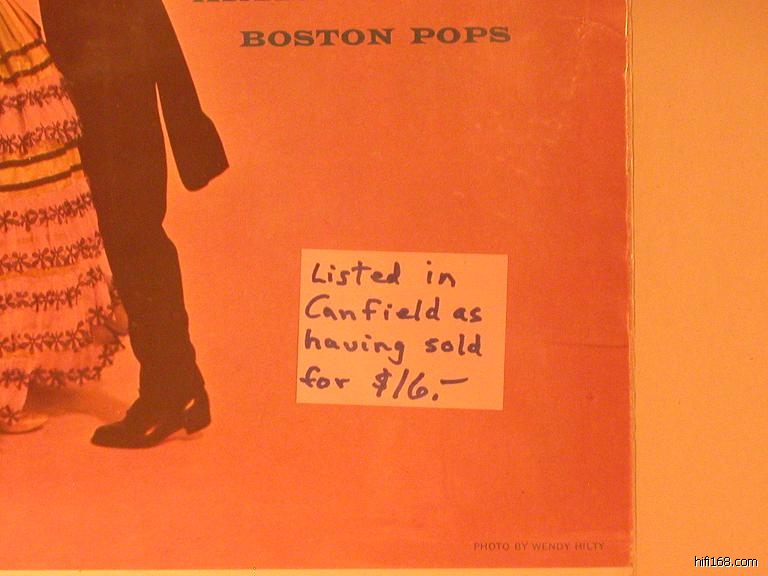 BOSTON POPS
Listed in
Canfield as
having sold
for $16.—
PHOTO BY WENDY HILTY
hifi168.com